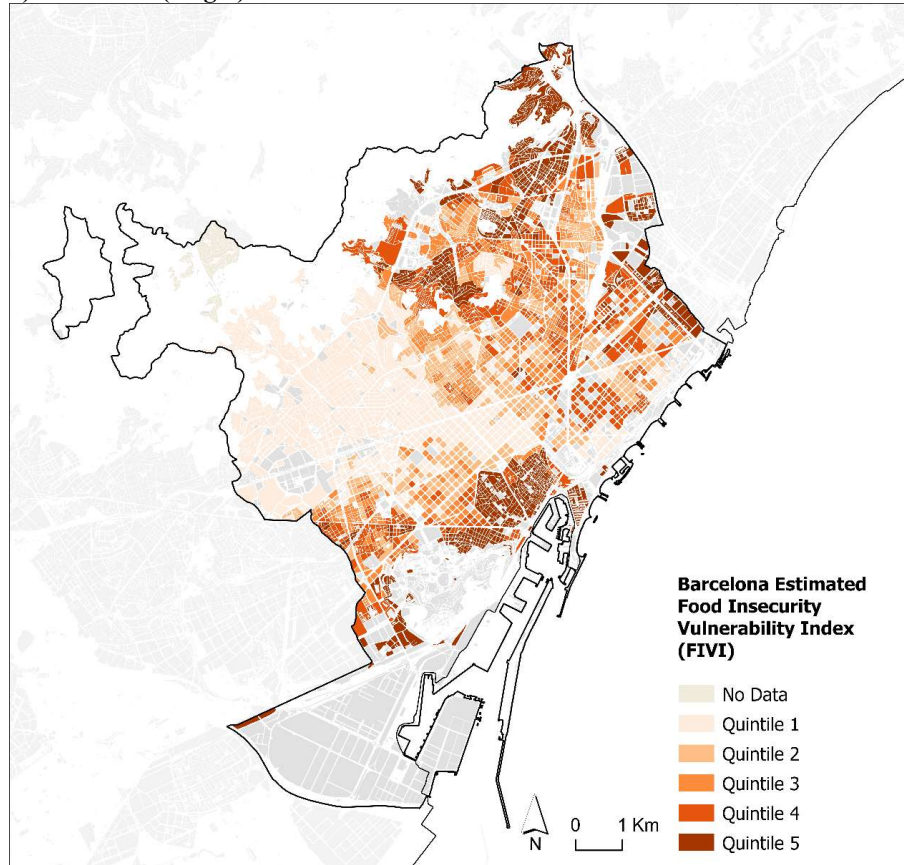 Barcelona Estimated
Food Insecurity
Vulnerability Index
(FIVI)
No Data
Quintile 1
Quintile 2
Quintile 3
Quintile 4
Quintile 5
N
0 1 Km